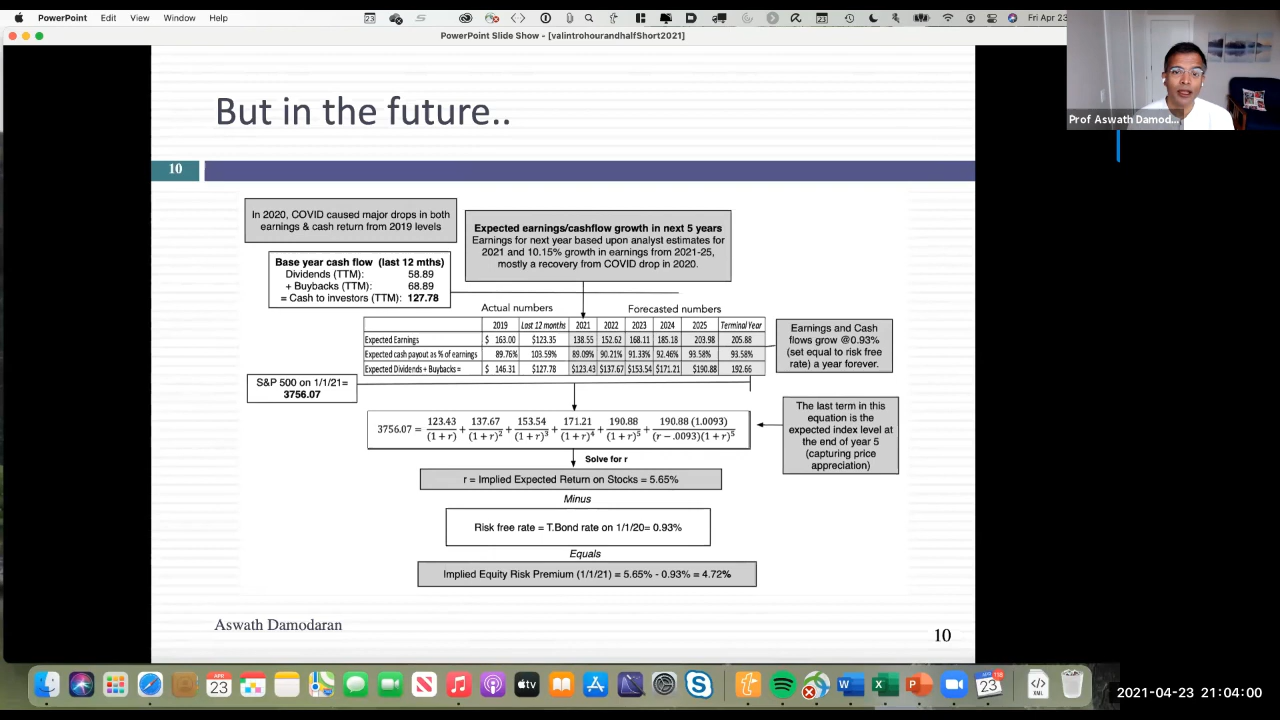 PowerPoint Edit View Window Help
23
23
Fri Apr 23
PowerPoint Slide Show - [valintrohourandhalfShort2021]
Prof Aswath Damod...
But in the future..
10
In 2020, COVID caused major drops in both
earnings & cash return from 2019 levels
Expected earnings/cashflow growth in next 5 years
Earnings for next year based upon analyst estimates for
2021 and 10.15% growth in earnings from 2021-25,
mostly a recovery from COVID drop in 2020.
Base year cash flow (last 12 mths)
Dividends (TTM): 58.89
+ Buybacks (TTM): 68.89
= Cash to investors (TTM): 127.78
Actual numbers Forecasted numbers
2019 Last 12 months 2021 2022 2023 2024 2025 Terminal Year
Expected Earnings $ 163.00 $123.35 138.55 152.62 168.11 185.18 203.98 205.88
Expected cash payout as % of earnings 89.76% 103.59% 89.09% 90.21% 91.33% 92.46% 93.58% 93.58%
Expected Dividends + Buybacks = $ 146.31 $127.78 $123.43 $137.67 $153.54 $171.21 $190.88 192.66
Earnings and Cash
flows grow @0.93%
(set equal to risk free
rate) a year forever.
S&P 500 on 1/1/21=
3756.07
3756.07 = 123.43/(1 + r) + 137.67/(1 + r)² + 153.54/(1 + r)³ + 171.21/(1 + r)⁴ + 190.88/(1 + r)⁵ + 190.88 (1.0093)/(r − .0093)(1 + r)⁵
The last term in this
equation is the
expected index level at
the end of year 5
(capturing price
appreciation)
Solve for r
r = Implied Expected Return on Stocks = 5.65%
Minus
Risk free rate = T.Bond rate on 1/1/20= 0.93%
Equals
Implied Equity Risk Premium (1/1/21) = 5.65% - 0.93% = 4.72%
Aswath Damodaran
10
APR
23
tv
W
X
P
23
XML
2021-04-23 21:04:00